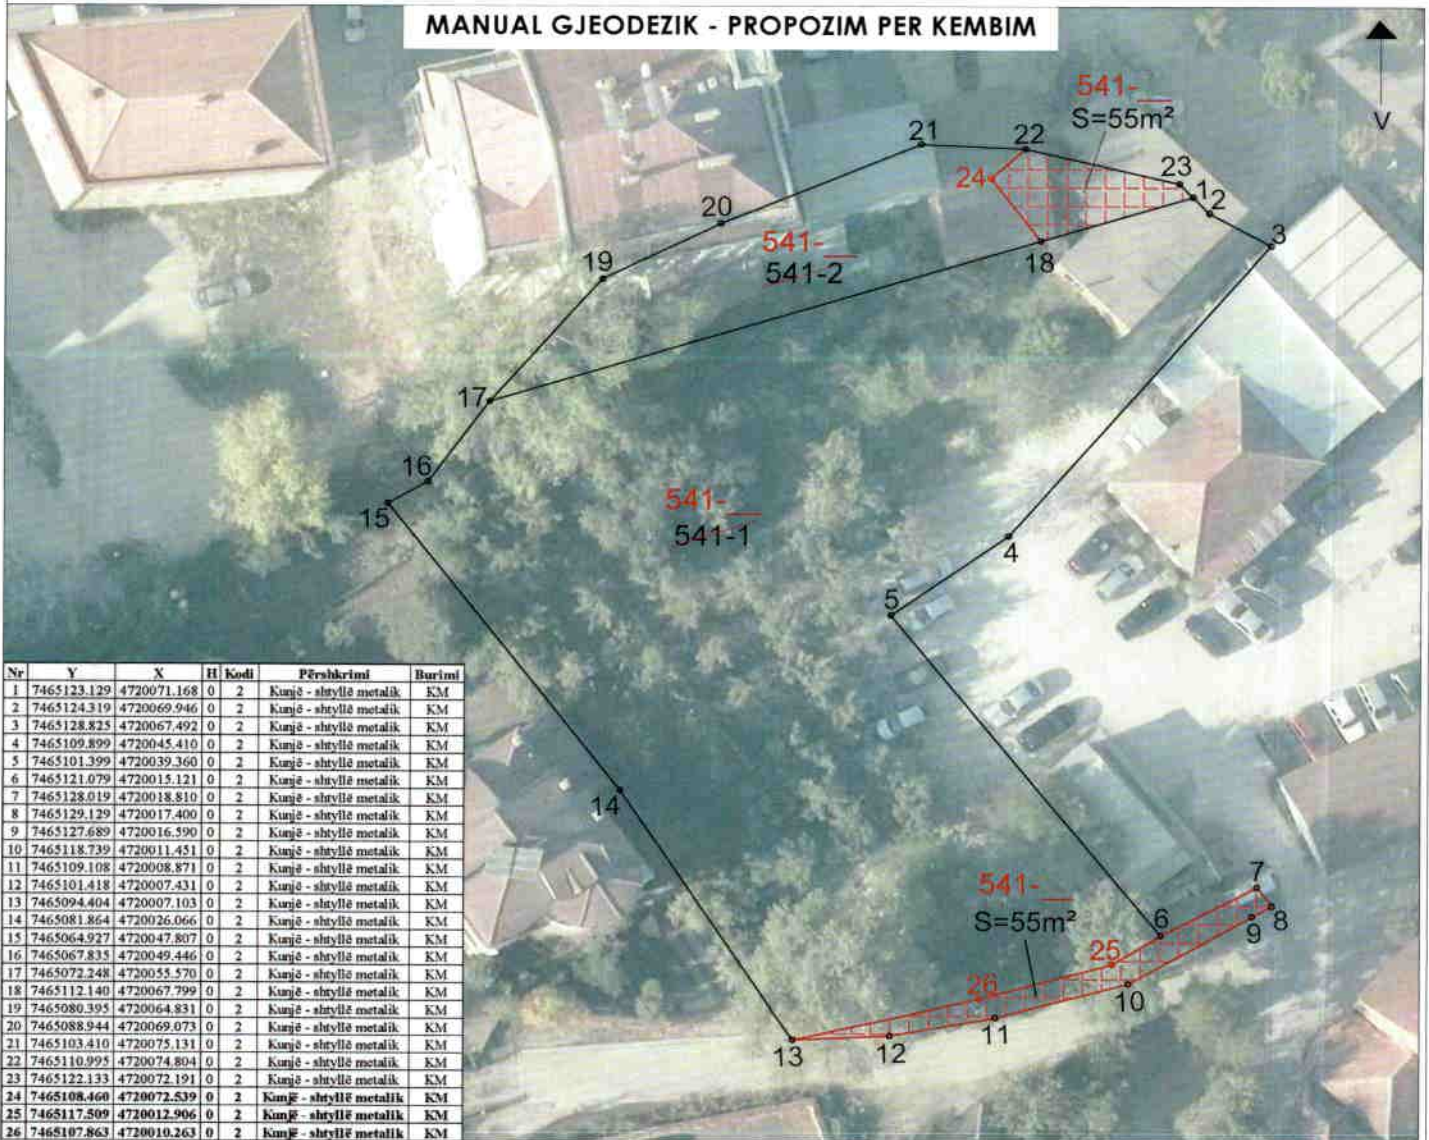 MANUAL GJEODEZIK - PROPOZIM PER KEMBIM
V
541-__
S=55m²
21
22
23
24
1
2
20
541-__
541-2
3
18
19
17
16
15
541-__
541-1
4
5
14
541-__
S=55m²
7
6
8
9
25
26
10
11
12
13
Nr Y X H Kodi Përshkrimi Burimi
1 7465123.129 4720071.168 0 2 Kunjë - shtyllë metalik KM
2 7465124.319 4720069.946 0 2 Kunjë - shtyllë metalik KM
3 7465128.825 4720067.492 0 2 Kunjë - shtyllë metalik KM
4 7465109.899 4720045.410 0 2 Kunjë - shtyllë metalik KM
5 7465101.399 4720039.360 0 2 Kunjë - shtyllë metalik KM
6 7465121.079 4720015.121 0 2 Kunjë - shtyllë metalik KM
7 7465128.019 4720018.810 0 2 Kunjë - shtyllë metalik KM
8 7465129.129 4720017.400 0 2 Kunjë - shtyllë metalik KM
9 7465127.689 4720016.590 0 2 Kunjë - shtyllë metalik KM
10 7465118.739 4720011.451 0 2 Kunjë - shtyllë metalik KM
11 7465109.108 4720008.871 0 2 Kunjë - shtyllë metalik KM
12 7465101.418 4720007.431 0 2 Kunjë - shtyllë metalik KM
13 7465094.404 4720007.103 0 2 Kunjë - shtyllë metalik KM
14 7465081.864 4720026.066 0 2 Kunjë - shtyllë metalik KM
15 7465064.927 4720047.807 0 2 Kunjë - shtyllë metalik KM
16 7465067.835 4720049.446 0 2 Kunjë - shtyllë metalik KM
17 7465072.248 4720055.570 0 2 Kunjë - shtyllë metalik KM
18 7465112.140 4720067.799 0 2 Kunjë - shtyllë metalik KM
19 7465080.395 4720064.831 0 2 Kunjë - shtyllë metalik KM
20 7465088.944 4720069.073 0 2 Kunjë - shtyllë metalik KM
21 7465103.410 4720075.131 0 2 Kunjë - shtyllë metalik KM
22 7465110.995 4720074.804 0 2 Kunjë - shtyllë metalik KM
23 7465122.133 4720072.191 0 2 Kunjë - shtyllë metalik KM
24 7465108.460 4720072.539 0 2 Kunjë - shtyllë metalik KM
25 7465117.509 4720012.906 0 2 Kunjë - shtyllë metalik KM
26 7465107.863 4720010.263 0 2 Kunjë - shtyllë metalik KM